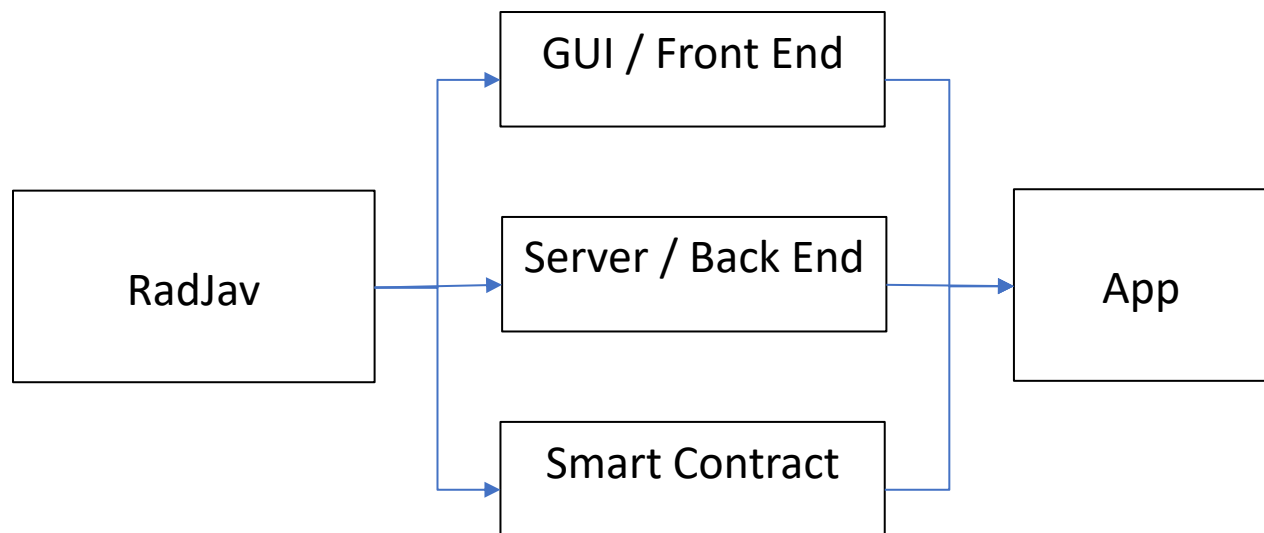 GUI / Front End
RadJav
Server / Back End
App
Smart Contract